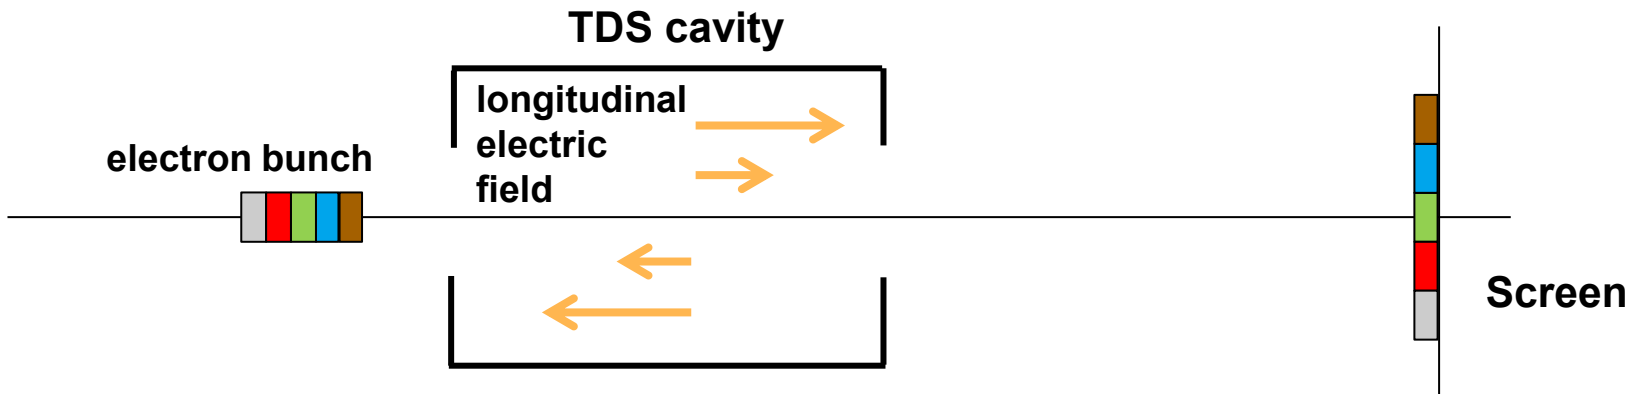 TDS cavity
longitudinal
electric
field
electron bunch
Screen